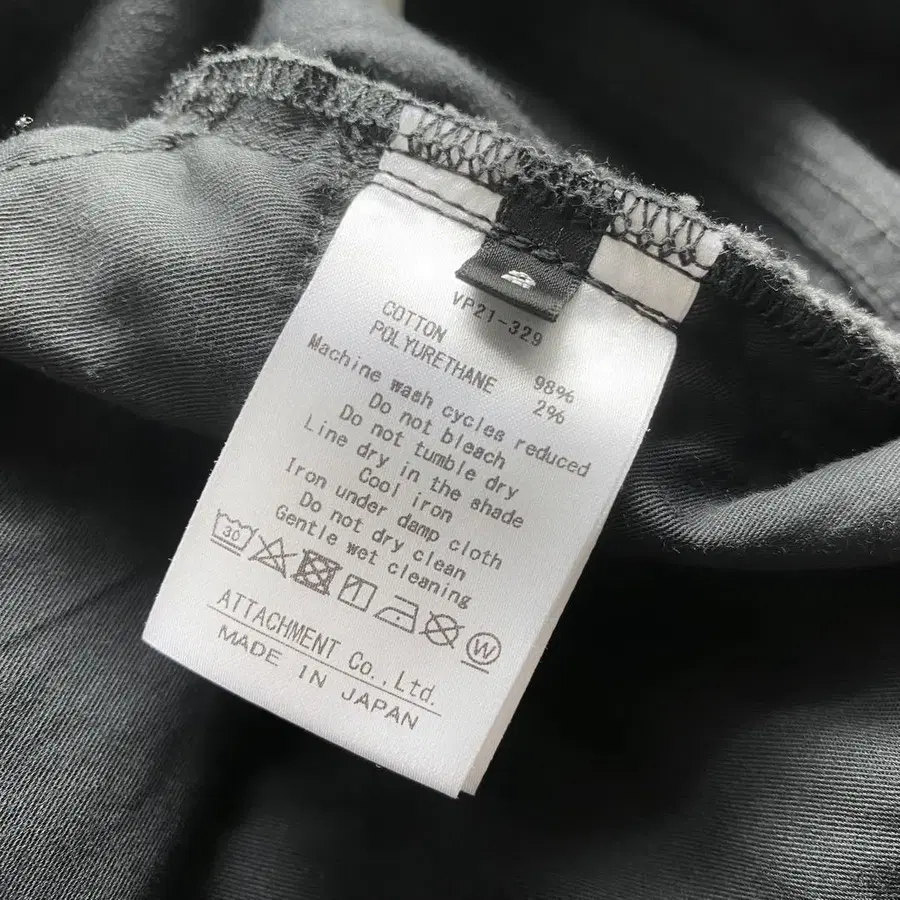 VP21-329
COTTON 98%
POLYURETHANE 2%
Machine wash cycles reduced
Do not bleach
Do not tumble dry
Line dry in the shade
Cool iron
Iron under damp cloth
Do not dry clean
Gentle wet cleaning
30 W
ATTACHMENT Co.,Ltd.
MADE IN JAPAN